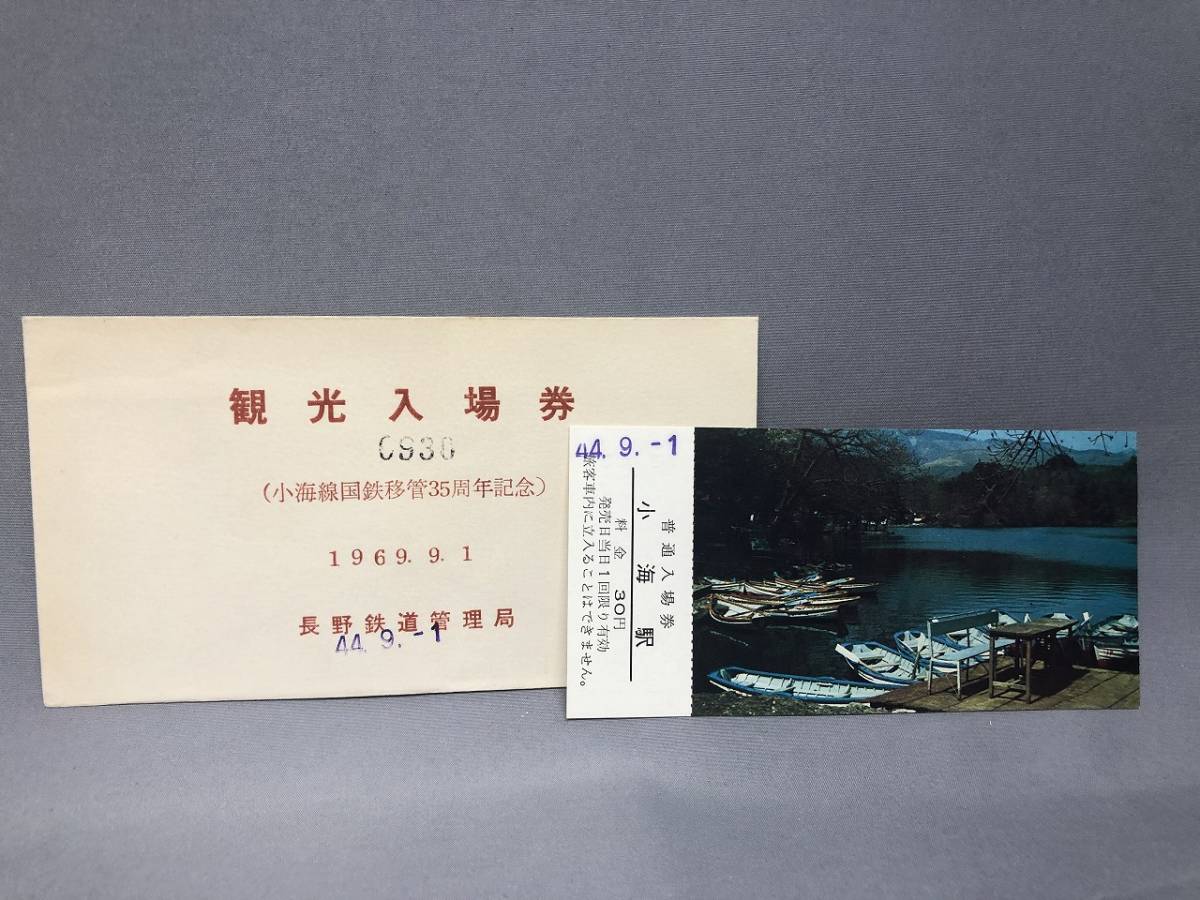 観光入場券
0930
(小海線国鉄移管35周年記念)
1969.9.1
長野鉄道管理局
44.9.-1
44.9.-1
普通入場券
小海駅
料金30円
発売日当日1回限り有効
旅客車内に立入ることはできません。